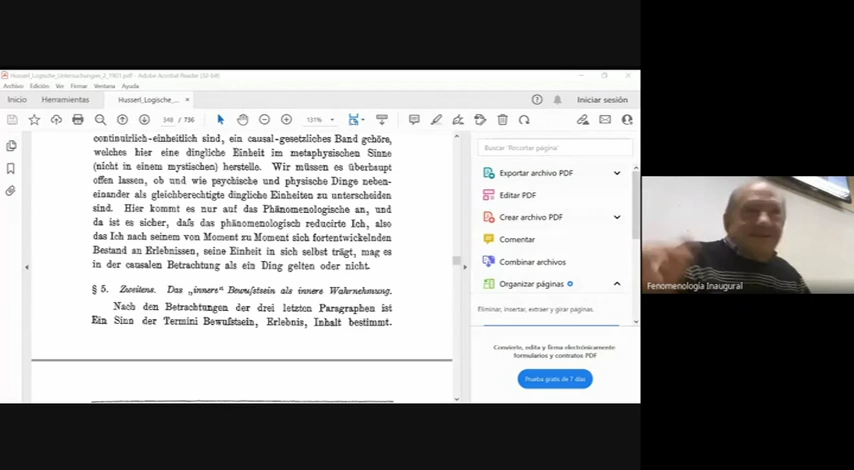 Husserl_Logische_Untersuchungen_2_1901.pdf - Adobe Acrobat Reader (32-bit)
Archivo Edición Ver Firmar Ventana Ayuda
Inicio Herramientas Husserl_Logische_... × Iniciar sesión
348 / 736 131%
continuirlich-einheitlich sind, ein causal-gesetzliches Band gehöre,
welches hier eine dingliche Einheit im metaphysischen Sinne
(nicht in einem mystischen) herstelle. Wir müssen es überhaupt
offen lassen, ob und wie psychische und physische Dinge neben-
einander als gleichberechtigte dingliche Einheiten zu unterscheiden
sind. Hier kommt es nur auf das Phänomenologische an, und
da ist es sicher, daſs das phänomenologisch reducirte Ich, also
das Ich nach seinem von Moment zu Moment sich fortentwickelnden
Bestand an Erlebnissen, seine Einheit in sich selbst trägt, mag es
in der causalen Betrachtung als ein Ding gelten oder nicht.
§ 5. Zweitens. Das „innere“ Bewuſstsein als innere Wahrnehmung.
Nach den Betrachtungen der drei letzten Paragraphen ist
Ein Sinn der Termini Bewuſstsein, Erlebnis, Inhalt bestimmt.
Buscar 'Recortar página'
Exportar archivo PDF
Editar PDF
Crear archivo PDF
Comentar
Combinar archivos
Organizar páginas
Eliminar, insertar, extraer y girar páginas.
Convierte, edita y firma electrónicamente
formularios y contratos PDF
Prueba gratis de 7 días
Fenomenología Inaugural